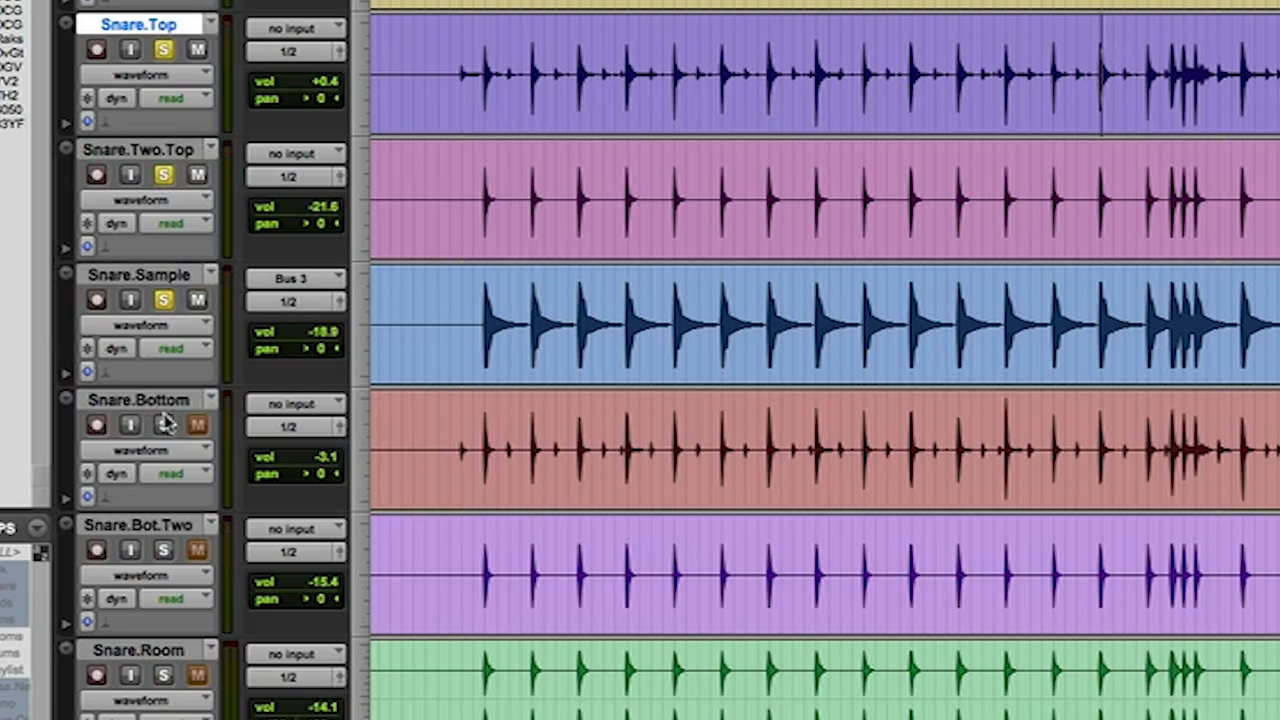 Snare.Top
no input
I S M
1/2
waveform
vol +0.4
dyn read
pan > 0 <
Snare.Two.Top
no input
I S M
1/2
waveform
vol -21.6
dyn read
pan > 0 <
Snare.Sample
Bus 3
I S M
1/2
waveform
vol -18.9
dyn read
pan > 0 <
Snare.Bottom
no input
I S M
1/2
waveform
vol -3.1
dyn read
pan > 0 <
Snare.Bot.Two
no input
I S M
1/2
waveform
vol -15.4
dyn read
pan > 0 <
Snare.Room
no input
I S M
1/2
waveform
vol -14.1